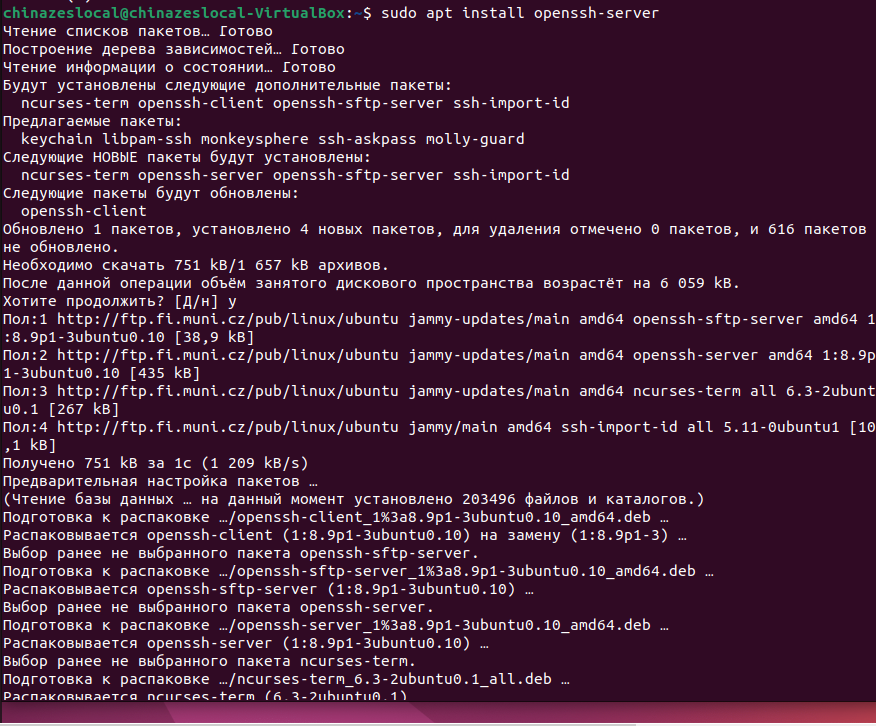 chinazeslocal@chinazeslocal-VirtualBox:~$ sudo apt install openssh-server
Чтение списков пакетов… Готово
Построение дерева зависимостей… Готово
Чтение информации о состоянии… Готово
Будут установлены следующие дополнительные пакеты:
  ncurses-term openssh-client openssh-sftp-server ssh-import-id
Предлагаемые пакеты:
  keychain libpam-ssh monkeysphere ssh-askpass molly-guard
Следующие НОВЫЕ пакеты будут установлены:
  ncurses-term openssh-server openssh-sftp-server ssh-import-id
Следующие пакеты будут обновлены:
  openssh-client
Обновлено 1 пакетов, установлено 4 новых пакетов, для удаления отмечено 0 пакетов, и 616 пакетов
не обновлено.
Необходимо скачать 751 kB/1 657 kB архивов.
После данной операции объём занятого дискового пространства возрастёт на 6 059 kB.
Хотите продолжить? [Д/н] y
Пол:1 http://ftp.fi.muni.cz/pub/linux/ubuntu jammy-updates/main amd64 openssh-sftp-server amd64 1
:8.9p1-3ubuntu0.10 [38,9 kB]
Пол:2 http://ftp.fi.muni.cz/pub/linux/ubuntu jammy-updates/main amd64 openssh-server amd64 1:8.9p
1-3ubuntu0.10 [435 kB]
Пол:3 http://ftp.fi.muni.cz/pub/linux/ubuntu jammy-updates/main amd64 ncurses-term all 6.3-2ubunt
u0.1 [267 kB]
Пол:4 http://ftp.fi.muni.cz/pub/linux/ubuntu jammy/main amd64 ssh-import-id all 5.11-0ubuntu1 [10
,1 kB]
Получено 751 kB за 1с (1 209 kB/s)
Предварительная настройка пакетов …
(Чтение базы данных … на данный момент установлено 203496 файлов и каталогов.)
Подготовка к распаковке …/openssh-client_1%3a8.9p1-3ubuntu0.10_amd64.deb …
Распаковывается openssh-client (1:8.9p1-3ubuntu0.10) на замену (1:8.9p1-3) …
Выбор ранее не выбранного пакета openssh-sftp-server.
Подготовка к распаковке …/openssh-sftp-server_1%3a8.9p1-3ubuntu0.10_amd64.deb …
Распаковывается openssh-sftp-server (1:8.9p1-3ubuntu0.10) …
Выбор ранее не выбранного пакета openssh-server.
Подготовка к распаковке …/openssh-server_1%3a8.9p1-3ubuntu0.10_amd64.deb …
Распаковывается openssh-server (1:8.9p1-3ubuntu0.10) …
Выбор ранее не выбранного пакета ncurses-term.
Подготовка к распаковке …/ncurses-term_6.3-2ubuntu0.1_all.deb …
Распаковывается ncurses-term (6.3-2ubuntu0.1)